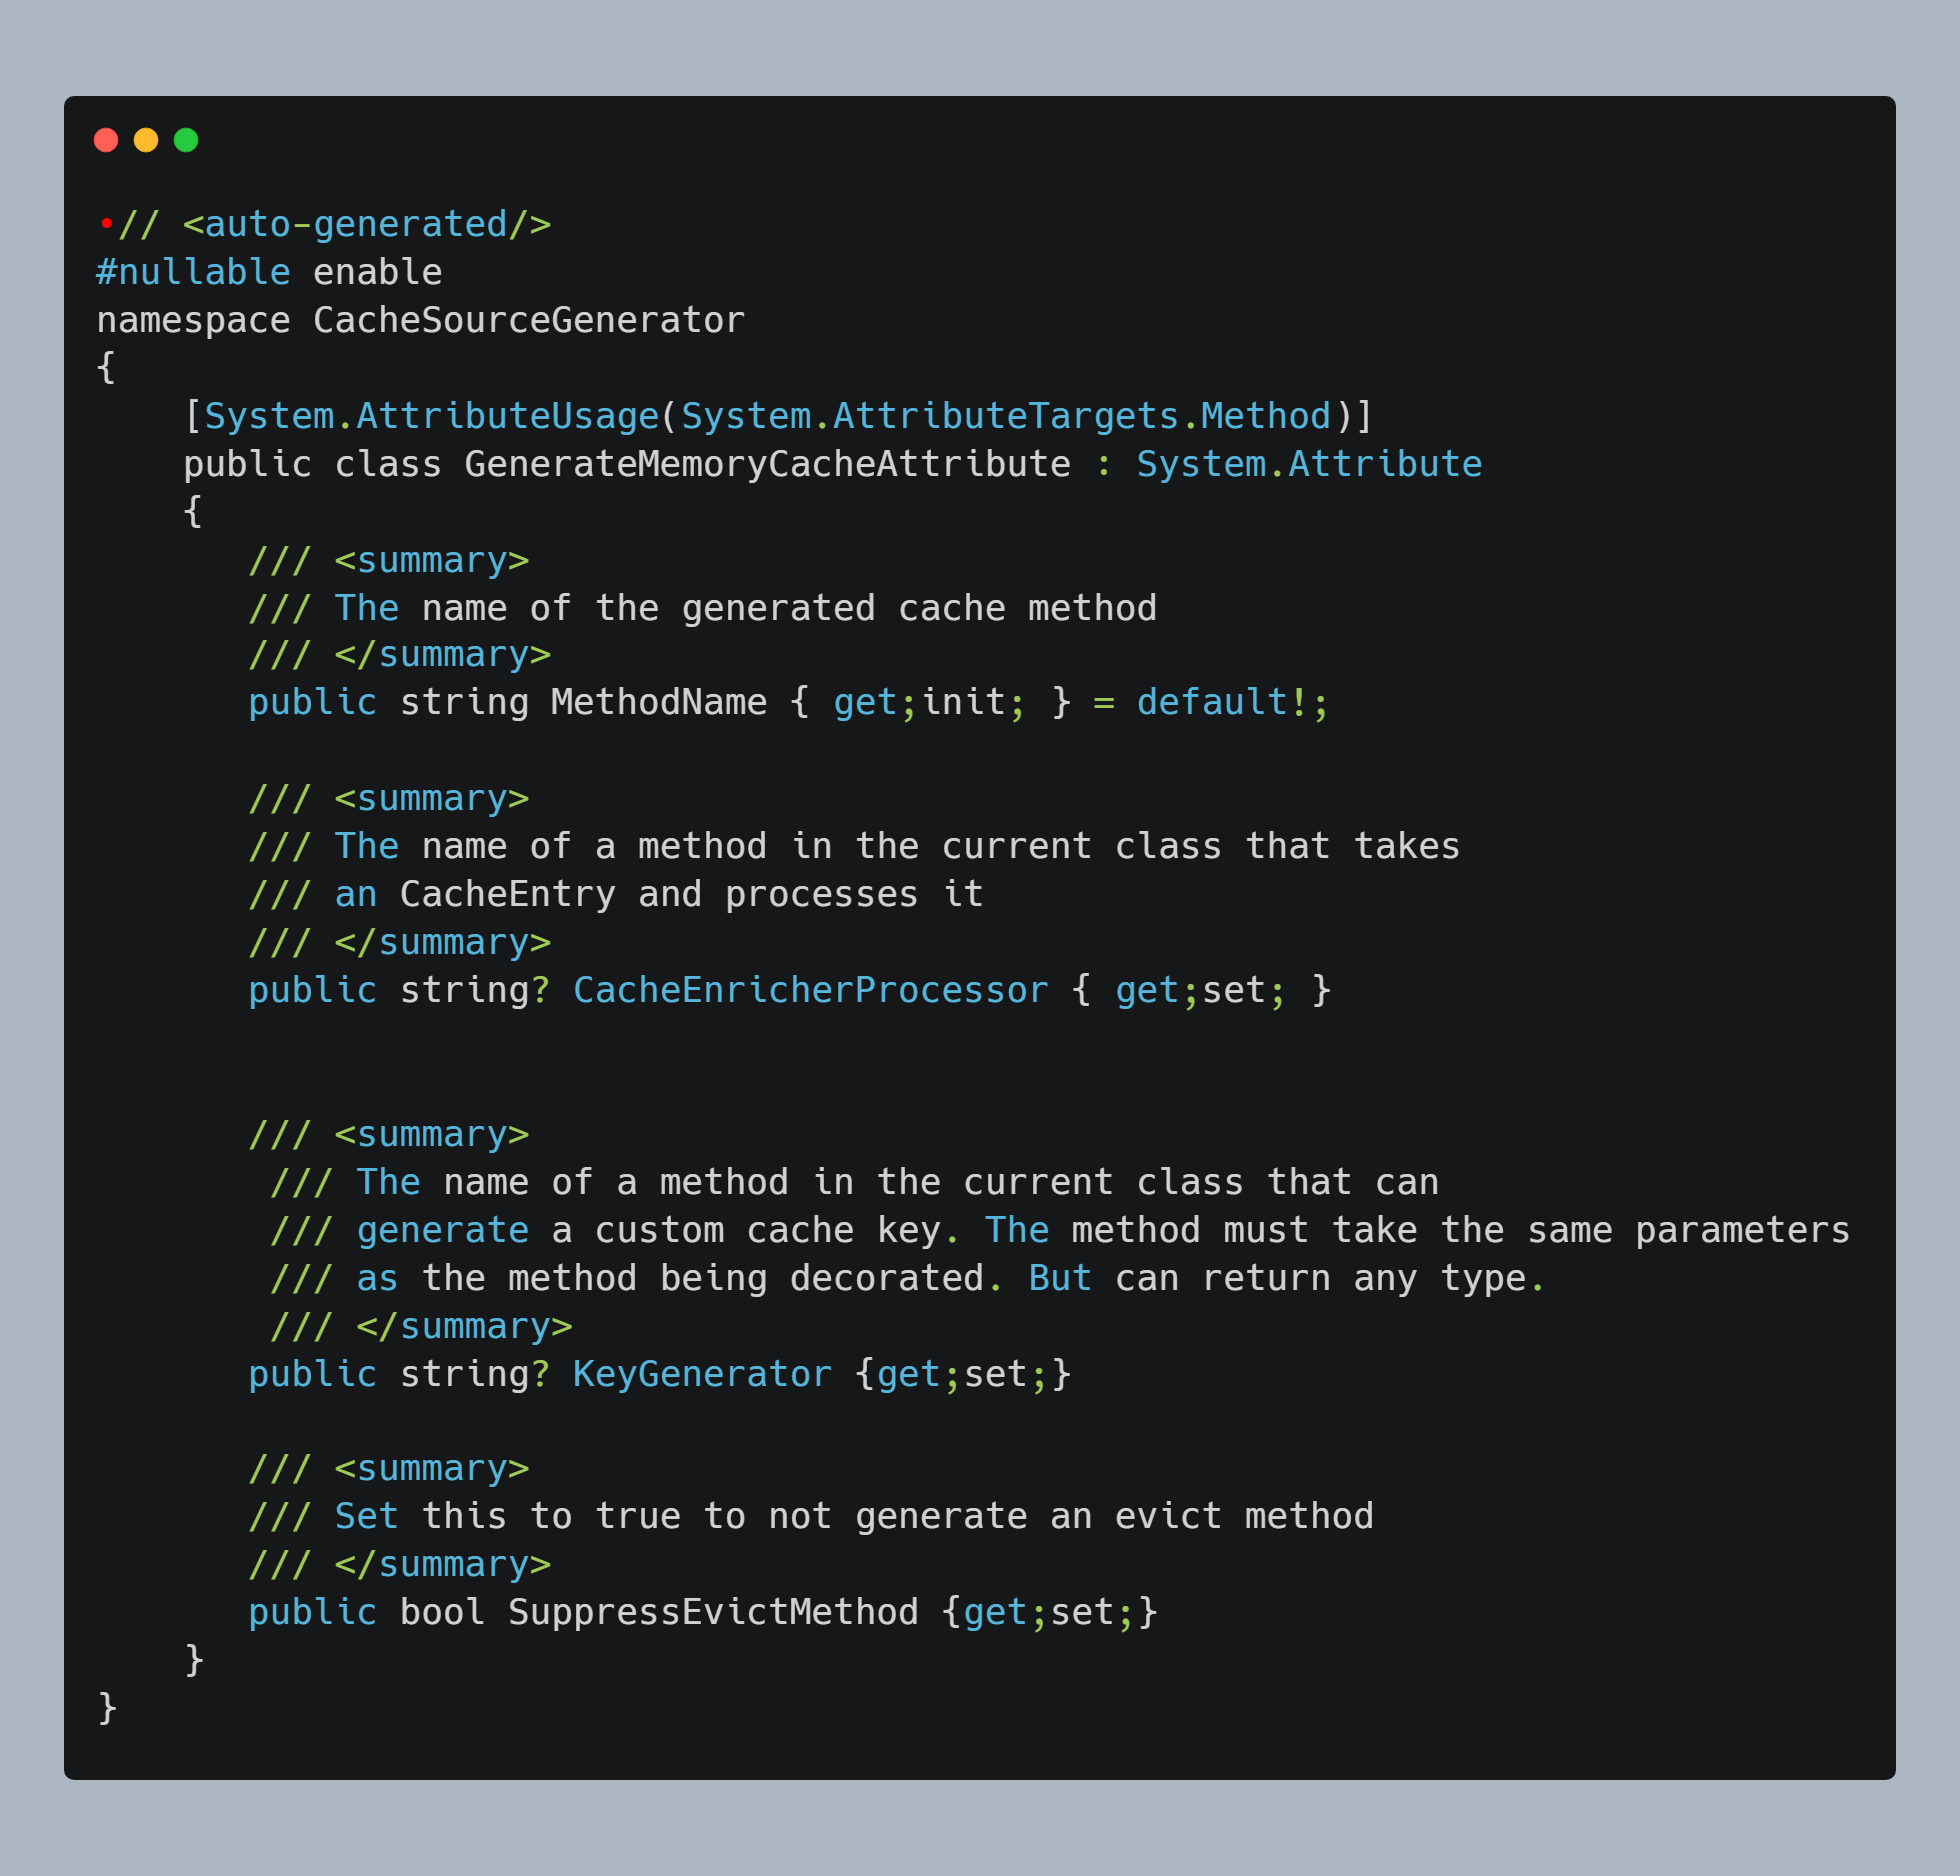 •// <auto-generated/>
#nullable enable
namespace CacheSourceGenerator
{
    [System.AttributeUsage(System.AttributeTargets.Method)]
    public class GenerateMemoryCacheAttribute : System.Attribute
    {
       /// <summary>
       /// The name of the generated cache method
       /// </summary>
       public string MethodName { get;init; } = default!;

       /// <summary>
       /// The name of a method in the current class that takes
       /// an CacheEntry and processes it
       /// </summary>
       public string? CacheEnricherProcessor { get;set; }


       /// <summary>
        /// The name of a method in the current class that can
        /// generate a custom cache key. The method must take the same parameters
        /// as the method being decorated. But can return any type.
        /// </summary>
       public string? KeyGenerator {get;set;}

       /// <summary>
       /// Set this to true to not generate an evict method
       /// </summary>
       public bool SuppressEvictMethod {get;set;}
    }
}